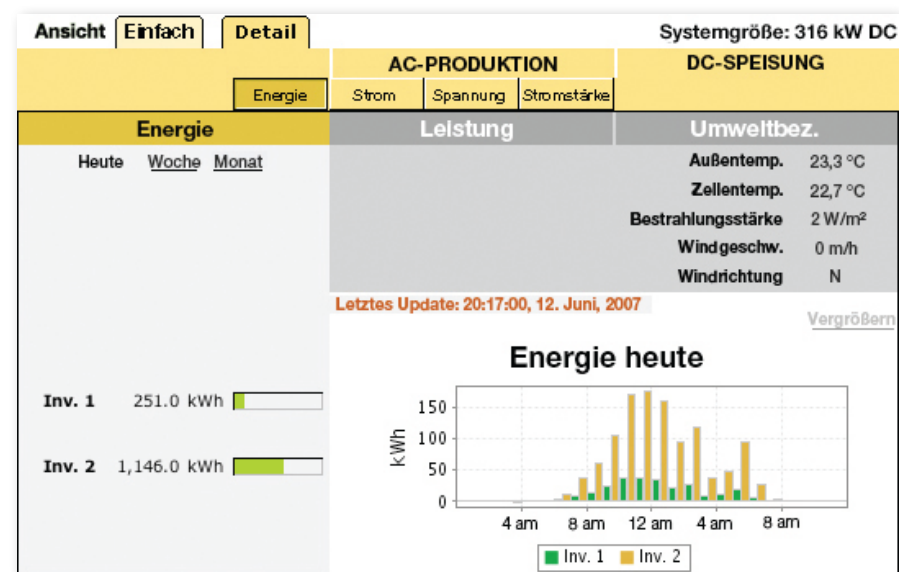 Ansicht Einfach Detail Systemgröße: 316 kW DC
AC-PRODUKTION DC-SPEISUNG
Energie Strom Spannung Stromstärke
Energie Leistung Umweltbez.
Heute Woche Monat
Außentemp. 23,3 °C
Zellentemp. 22,7 °C
Bestrahlungsstärke 2 W/m²
Windgeschw. 0 m/h
Windrichtung N
Letztes Update: 20:17:00, 12. Juni, 2007
Vergrößern
Inv. 1 251.0 kWh
Inv. 2 1,146.0 kWh
Energie heute
kWh
150
100
50
0
4 am 8 am 12 am 4 am 8 am
Inv. 1 Inv. 2